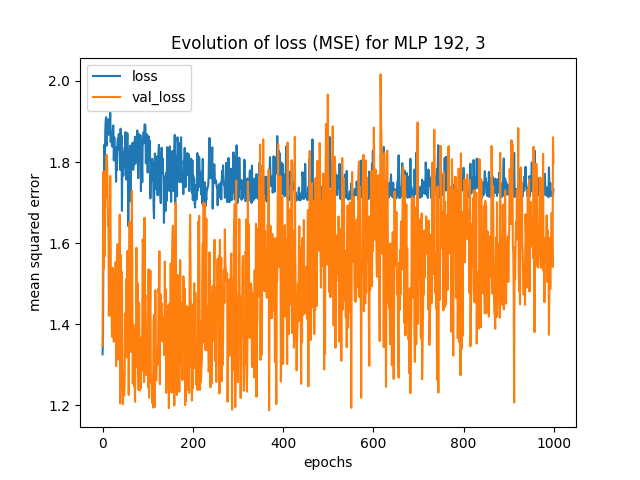 Evolution of loss (MSE) for MLP 192, 3
loss
val_loss
2.0
1.8
1.6
1.4
1.2
mean squared error
0 200 400 600 800 1000
epochs